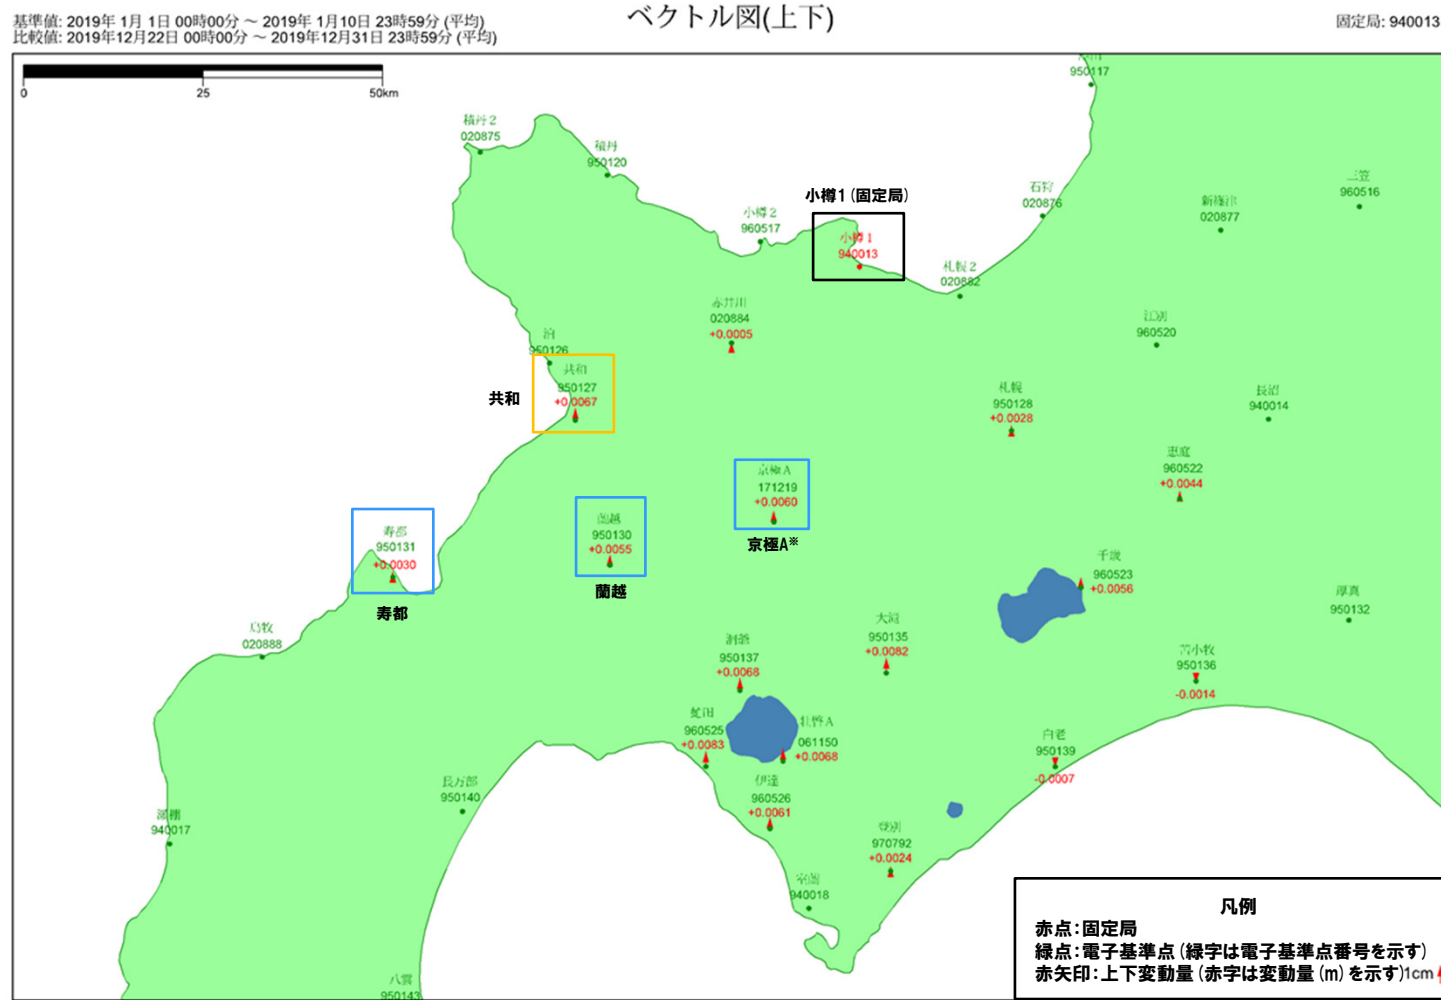 ベクトル図(上下)
基準値: 2019年 1月 1日 00時00分 ～ 2019年 1月10日 23時59分 (平均)
比較値: 2019年12月22日 00時00分 ～ 2019年12月31日 23時59分 (平均)
固定局: 940013
0 25 50km
950117
積丹２
020875
積丹
950120
小樽1 (固定局)
小樽２
960517
小樽１
940013
石狩
020876
新篠津
020877
三笠
960516
札幌２
020882
赤井川
020884
+0.0005
江別
960520
泊
950126
共和
共和
950127
+0.0067
札幌
950128
+0.0028
長沼
940014
恵庭
960522
+0.0044
京極A
171219
+0.0060
京極A※
蘭越
950130
+0.0055
蘭越
寿都
950131
+0.0030
寿都
千歳
960523
+0.0056
厚真
950132
島牧
020888
大滝
950135
+0.0082
洞爺
950137
+0.0068
苫小牧
950136
-0.0014
虻田
960525
+0.0083
壮瞥A
061150
+0.0068
白老
950139
-0.0007
伊達
960526
+0.0061
長万部
950140
940017
登別
970792
+0.0024
室蘭
940018
八雲
950143
凡例
赤点：固定局
緑点：電子基準点 (緑字は電子基準点番号を示す)
赤矢印：上下変動量 (赤字は変動量 (m) を示す) 1cm